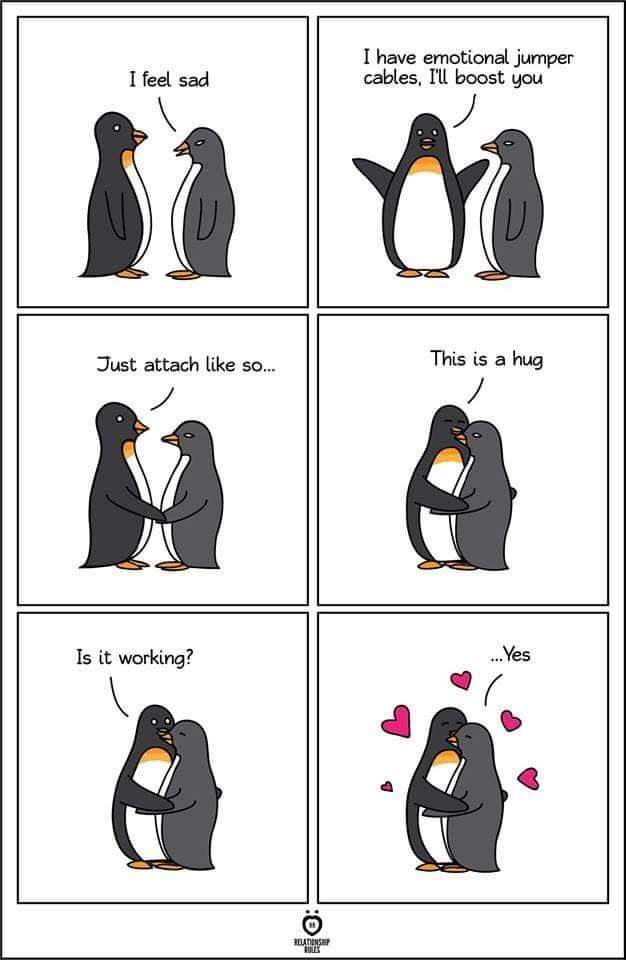 I feel sad
I have emotional jumper
cables, I'll boost you
Just attach like so...
This is a hug
Is it working?
...Yes
RR
RELATIONSHIP
RULES